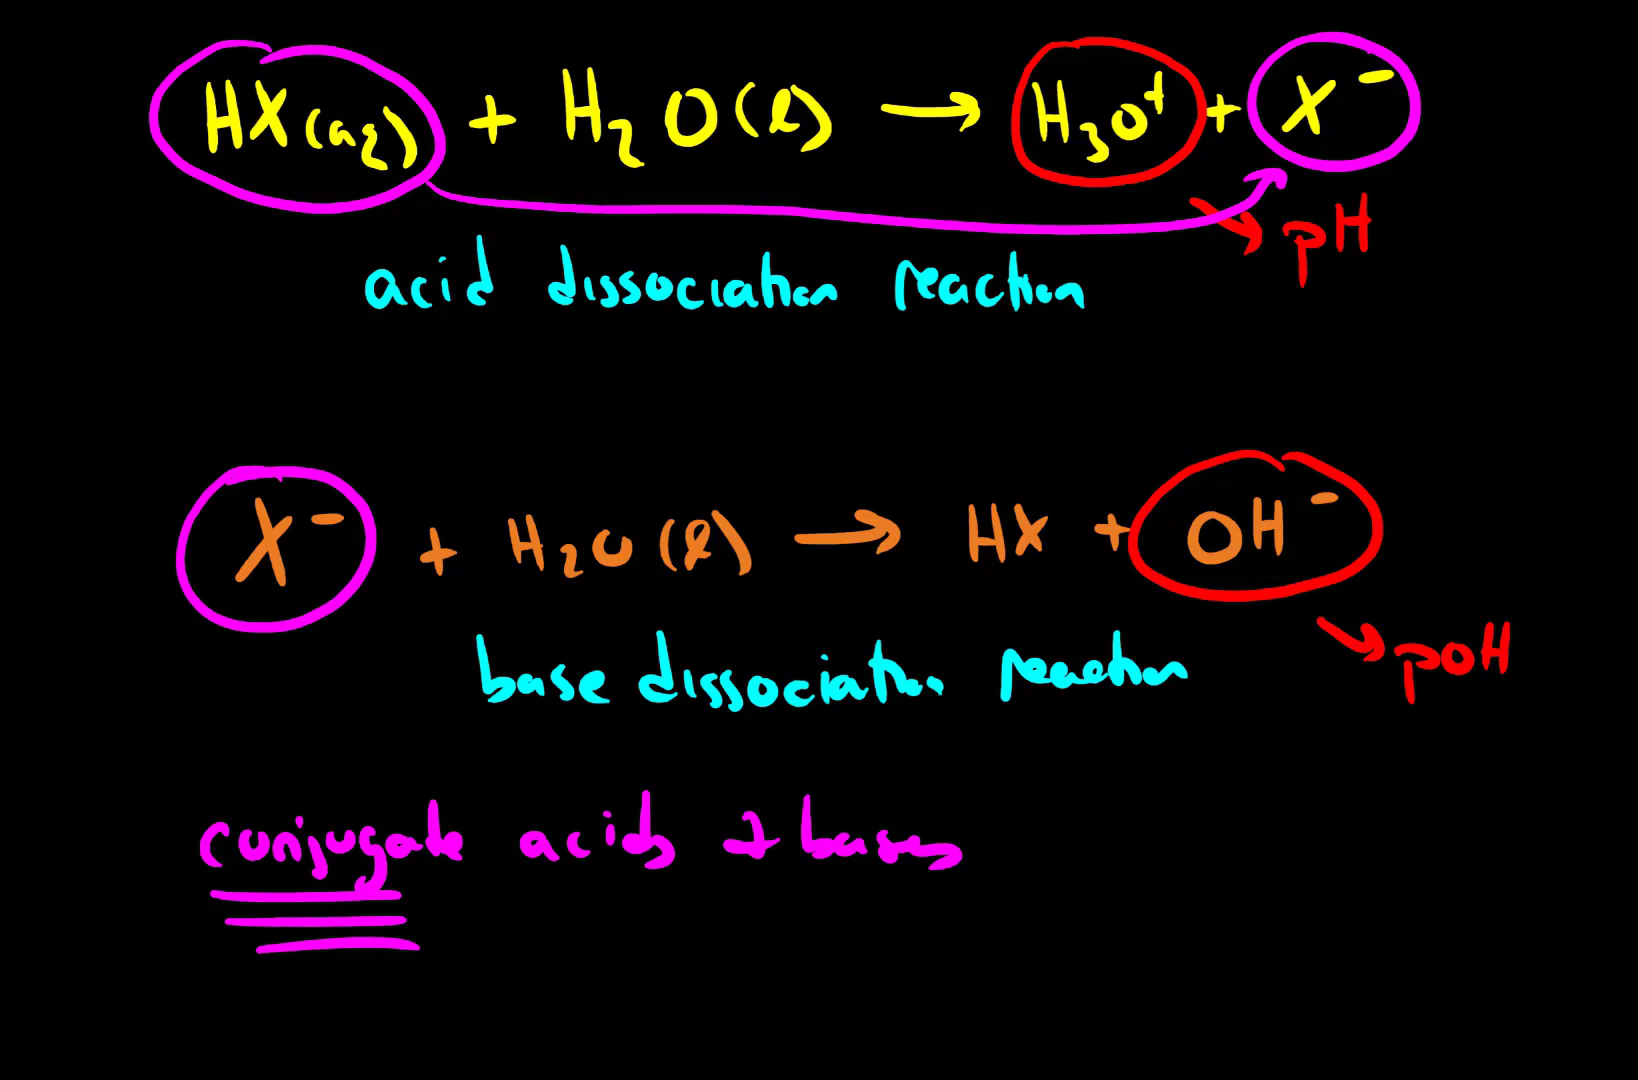 HX(aq) + H₂O(l) → H₃O⁺ + X⁻
→ pH
acid dissociation reaction
X⁻ + H₂O(l) → HX + OH⁻
→ pOH
base dissociation reaction
conjugate acids + bases